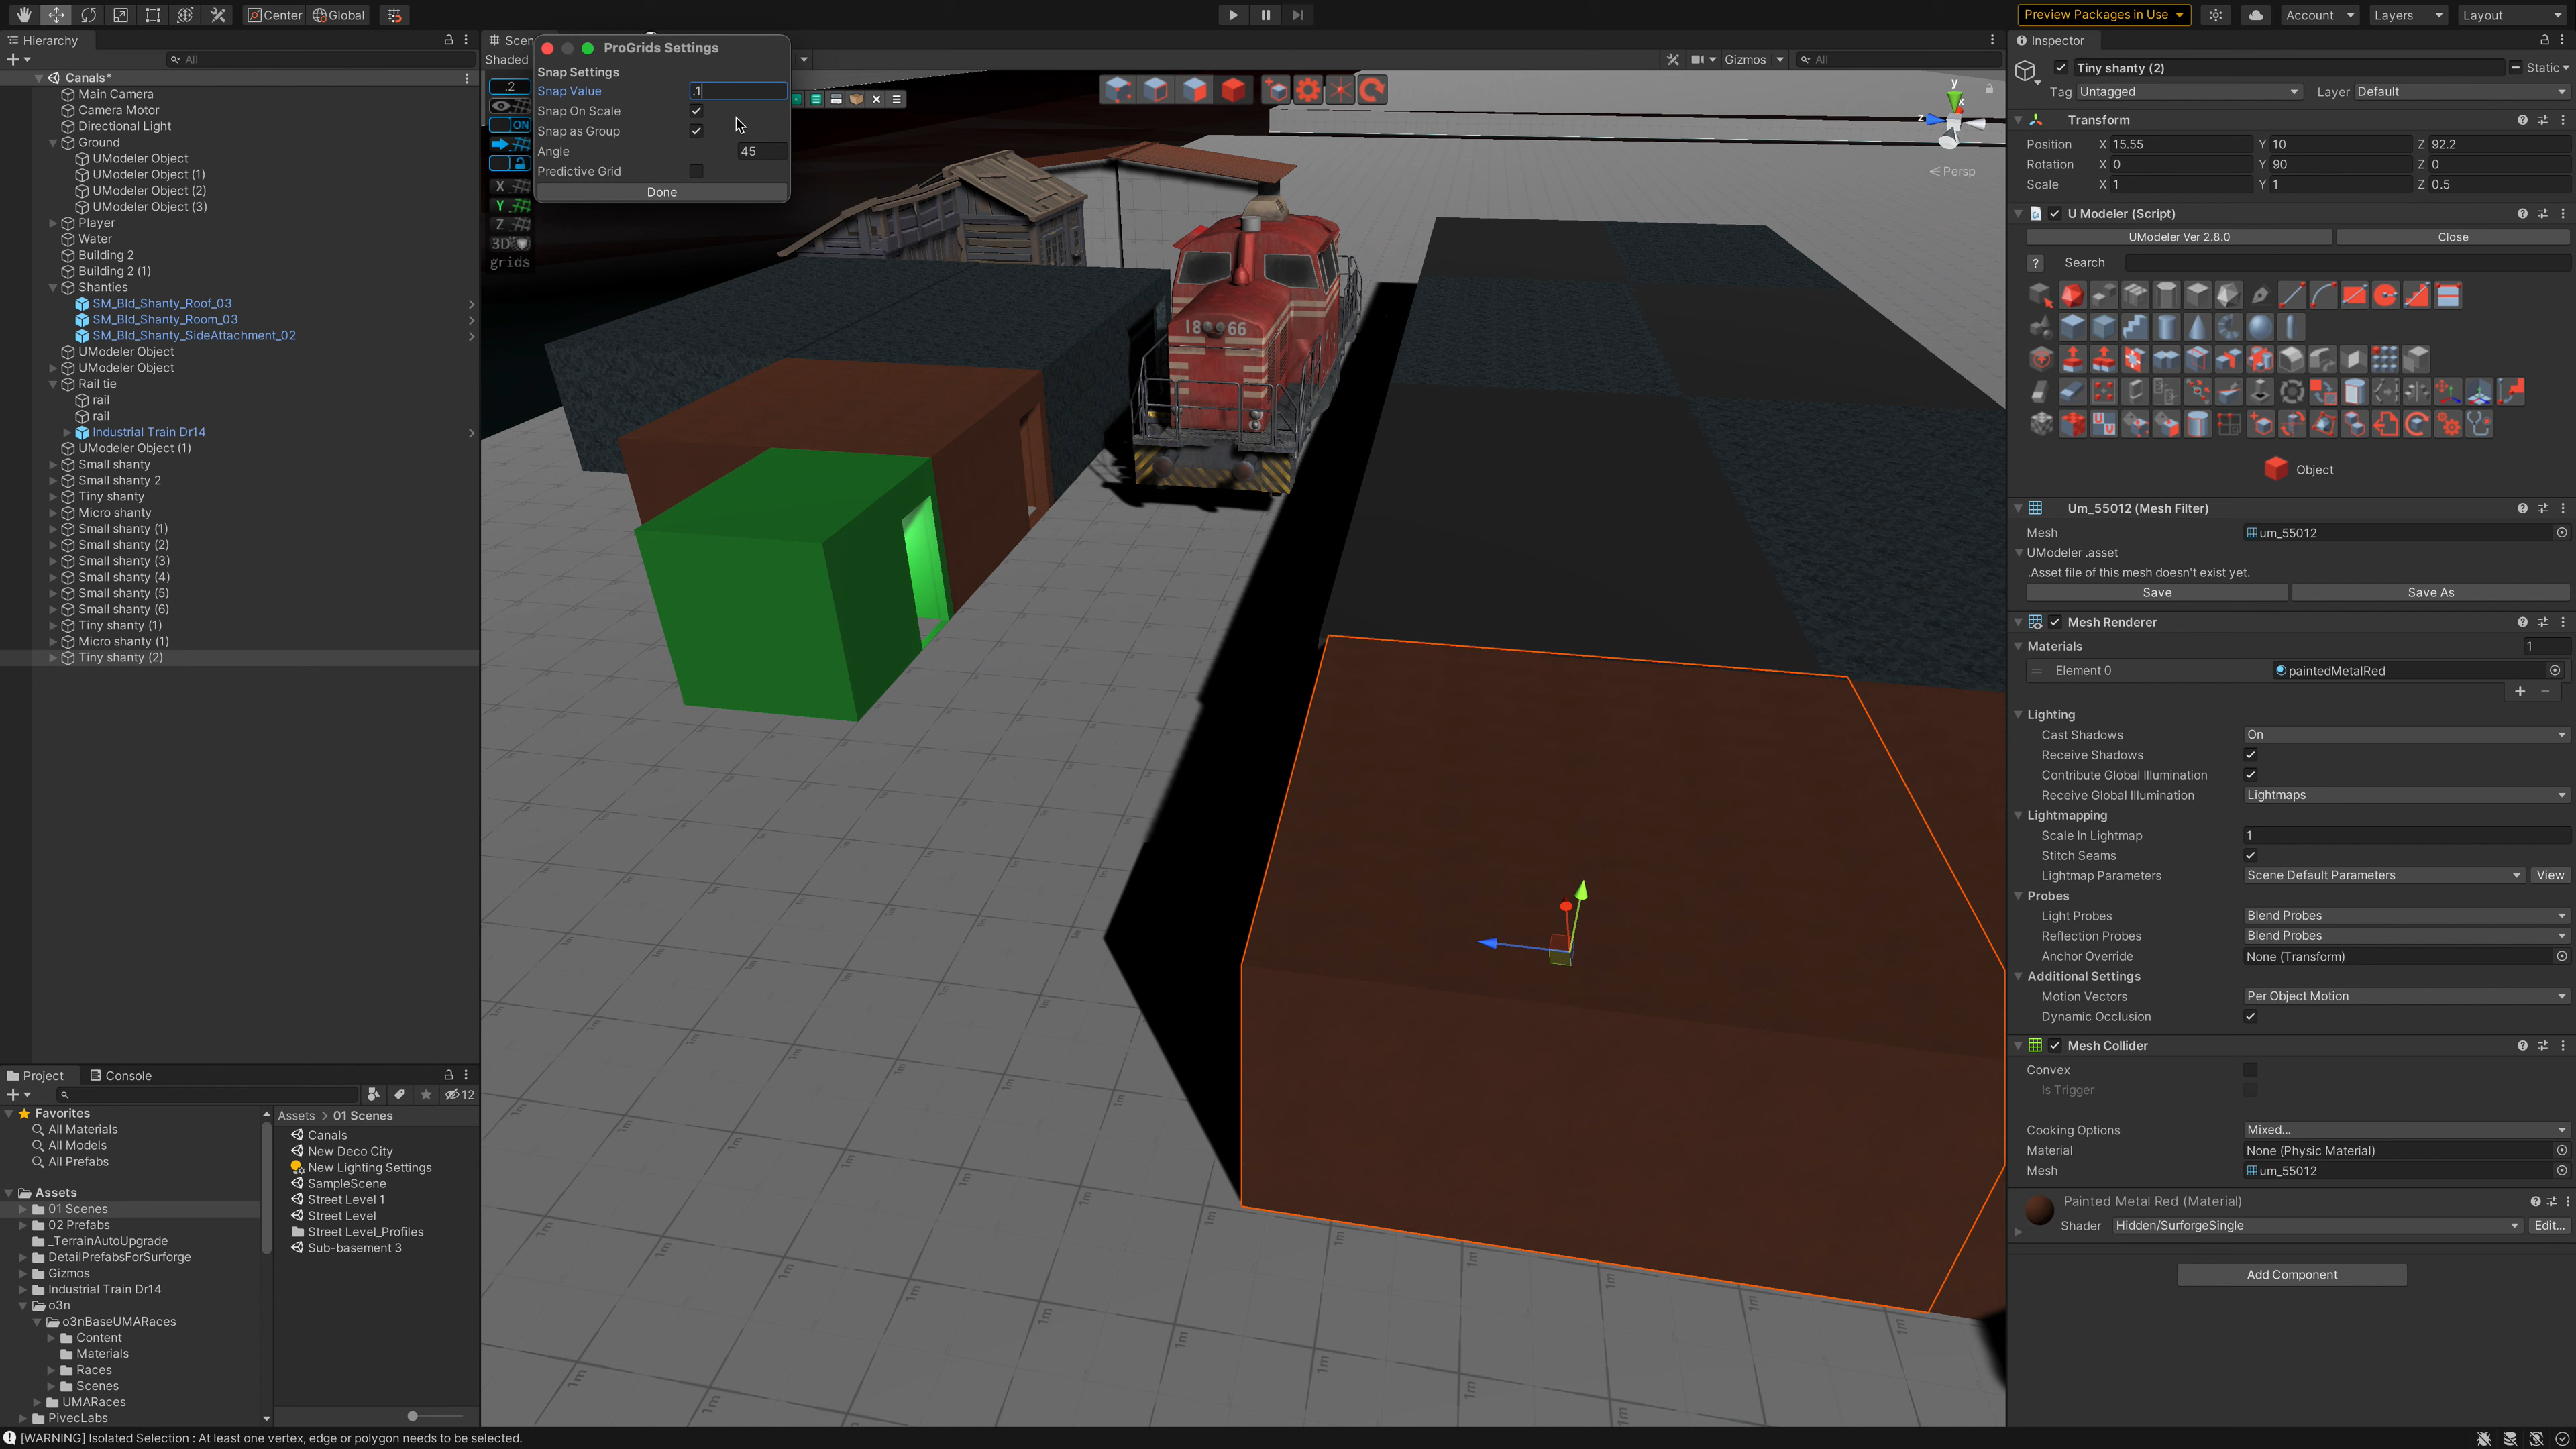 Center
Global
Preview Packages in Use
Account
Layers
Layout
Hierarchy
All
Canals*
Main Camera
Camera Motor
Directional Light
Ground
UModeler Object
UModeler Object (1)
UModeler Object (2)
UModeler Object (3)
Player
Water
Building 2
Building 2 (1)
Shanties
SM_Bld_Shanty_Roof_03
SM_Bld_Shanty_Room_03
SM_Bld_Shanty_SideAttachment_02
UModeler Object
UModeler Object
Rail tie
rail
rail
Industrial Train Dr14
UModeler Object (1)
Small shanty
Small shanty 2
Tiny shanty
Micro shanty
Small shanty (1)
Small shanty (2)
Small shanty (3)
Small shanty (4)
Small shanty (5)
Small shanty (6)
Tiny shanty (1)
Micro shanty (1)
Tiny shanty (2)
Shaded
Gizmos
All
ProGrids Settings
Snap Settings
Snap Value .1
Snap On Scale
Snap as Group
Angle 45
Predictive Grid
Done
.2
ON
X
Y
Z
3D
grids
y
x
z
Persp
Inspector
Tiny shanty (2)
Static
Tag Untagged
Layer Default
Transform
Position X 15.55 Y 10 Z 92.2
Rotation X 0 Y 90 Z 0
Scale X 1 Y 1 Z 0.5
U Modeler (Script)
UModeler Ver 2.8.0
Close
? Search
Object
Um_55012 (Mesh Filter)
Mesh um_55012
UModeler .asset
.Asset file of this mesh doesn't exist yet.
Save
Save As
Mesh Renderer
Materials 1
Element 0 paintedMetalRed
Lighting
Cast Shadows On
Receive Shadows
Contribute Global Illumination
Receive Global Illumination Lightmaps
Lightmapping
Scale In Lightmap 1
Stitch Seams
Lightmap Parameters Scene Default Parameters View
Probes
Light Probes Blend Probes
Reflection Probes Blend Probes
Anchor Override None (Transform)
Additional Settings
Motion Vectors Per Object Motion
Dynamic Occlusion
Mesh Collider
Convex
Is Trigger
Cooking Options Mixed...
Material None (Physic Material)
Mesh um_55012
Painted Metal Red (Material)
Shader Hidden/SurforgeSingle Edit...
Add Component
Project
Console
12
Favorites
All Materials
All Models
All Prefabs
Assets
01 Scenes
02 Prefabs
_TerrainAutoUpgrade
DetailPrefabsForSurforge
Gizmos
Industrial Train Dr14
o3n
o3nBaseUMARaces
Content
Materials
Races
Scenes
UMARaces
PivecLabs
Assets > 01 Scenes
Canals
New Deco City
New Lighting Settings
SampleScene
Street Level 1
Street Level
Street Level_Profiles
Sub-basement 3
[WARNING] Isolated Selection : At least one vertex, edge or polygon needs to be selected.